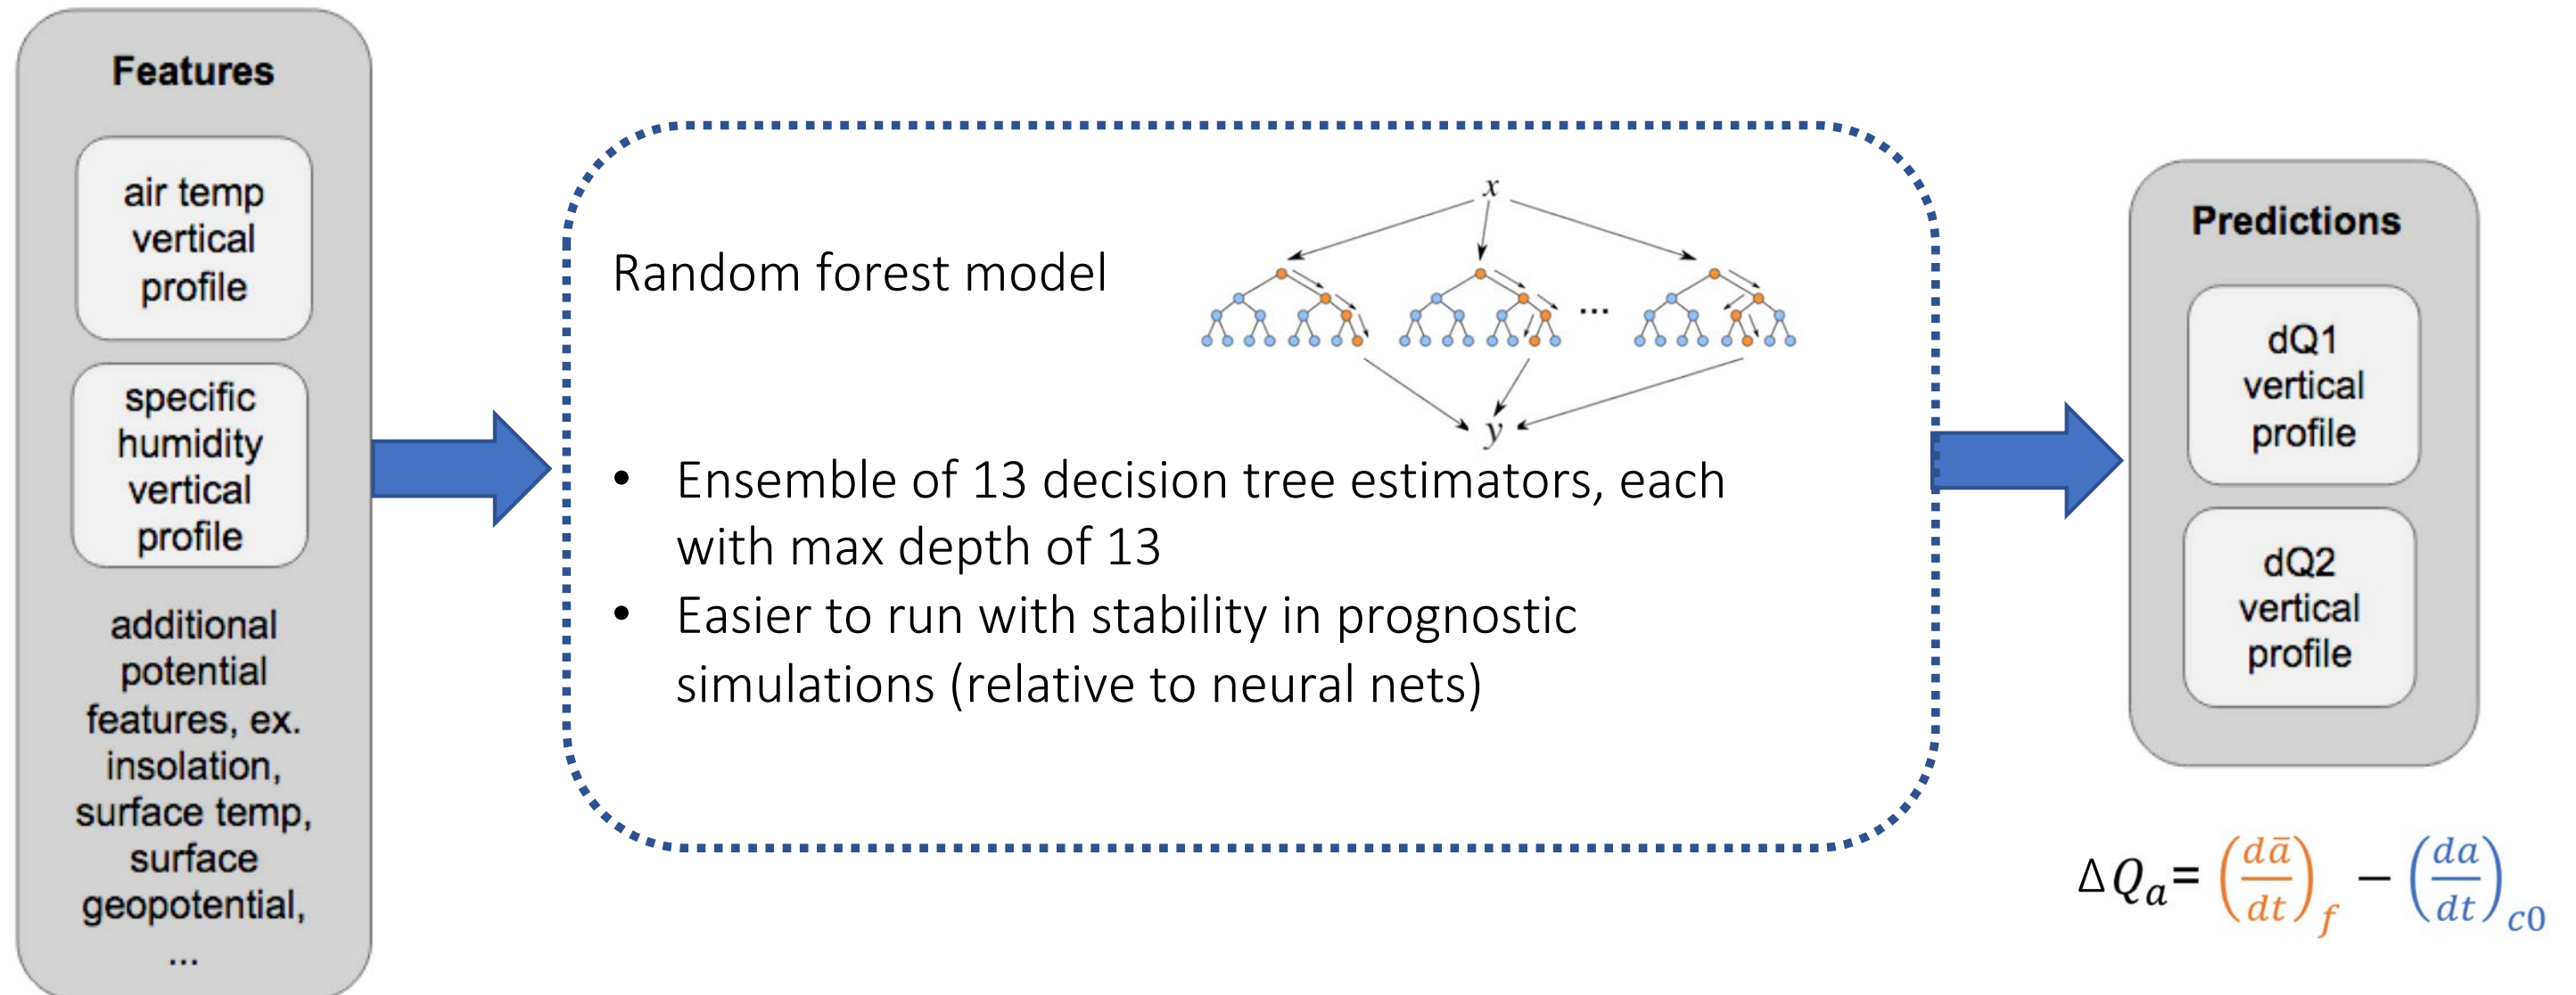 Features
air temp
vertical
profile
specific
humidity
vertical
profile
additional
potential
features, ex.
insolation,
surface temp,
surface
geopotential,
...
Random forest model
x
...
y
• Ensemble of 13 decision tree estimators, each
with max depth of 13
• Easier to run with stability in prognostic
simulations (relative to neural nets)
Predictions
dQ1
vertical
profile
dQ2
vertical
profile
ΔQₐ= (dā/dt)_f − (da/dt)_c0